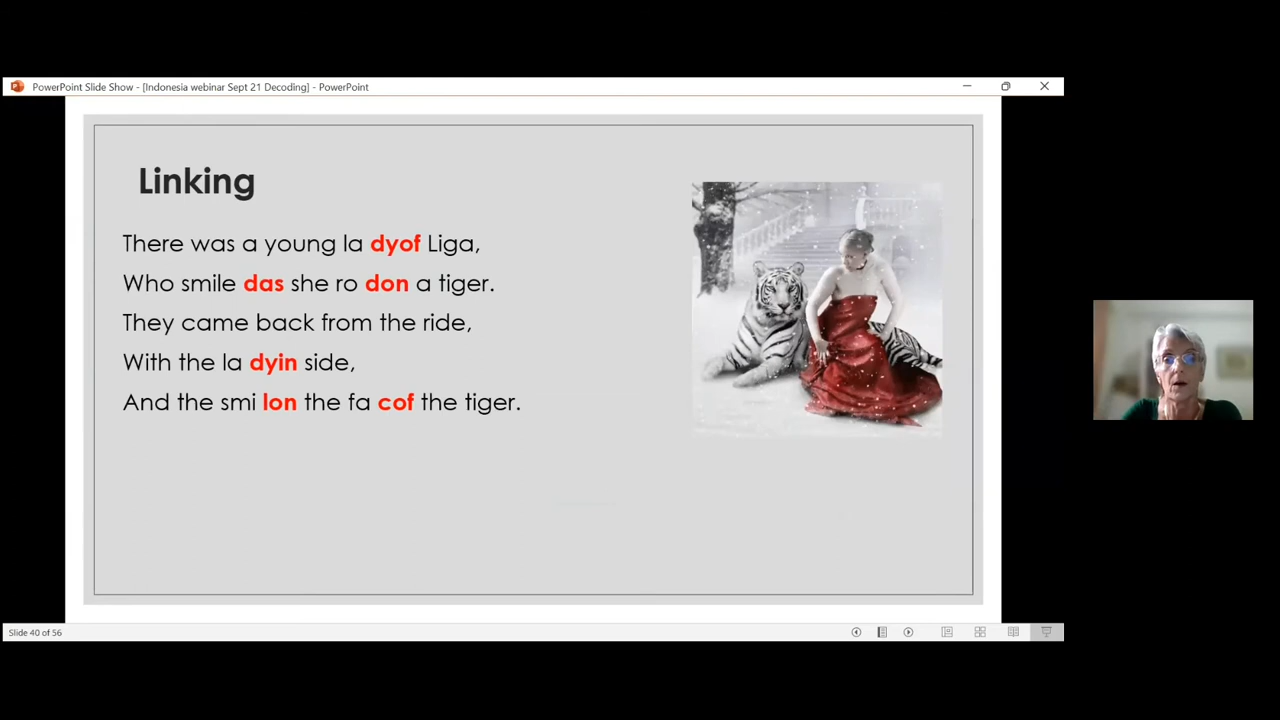 PowerPoint Slide Show - [Indonesia webinar Sept 21 Decoding] - PowerPoint
Linking
There was a young la dyof Liga,
Who smile das she ro don a tiger.
They came back from the ride,
With the la dyin side,
And the smi lon the fa cof the tiger.
Slide 40 of 56